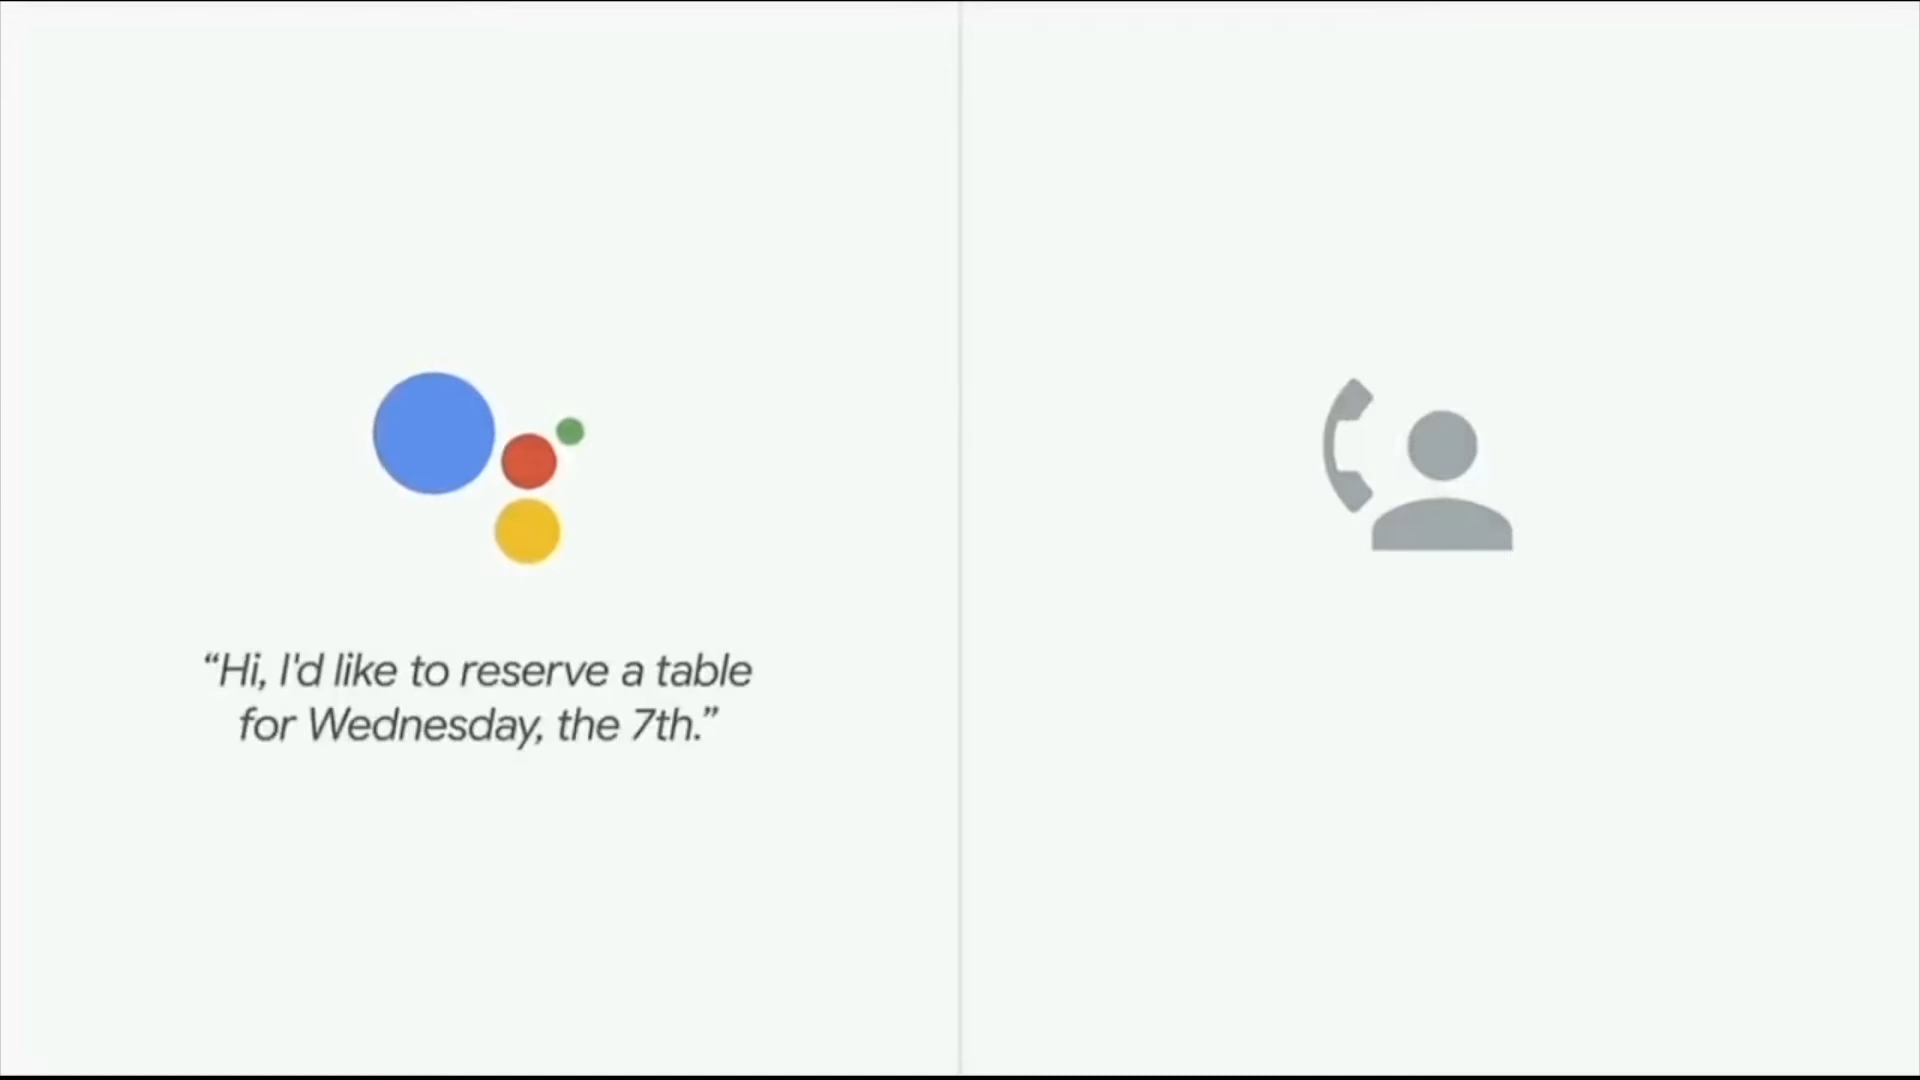 “Hi, I'd like to reserve a table
for Wednesday, the 7th.”